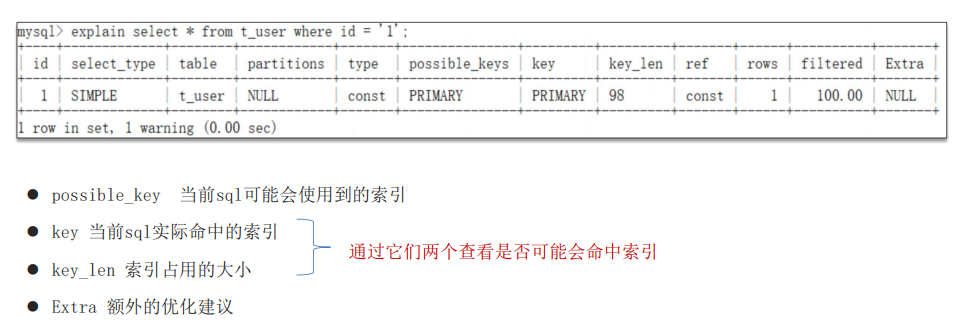 mysql> explain select * from t_user where id = '1';
| id | select_type | table | partitions | type | possible_keys | key | key_len | ref | rows | filtered | Extra |
| 1 | SIMPLE | t_user | NULL | const | PRIMARY | PRIMARY | 98 | const | 1 | 100.00 | NULL |
1 row in set, 1 warning (0.00 sec)
● possible_key 当前sql可能会使用到的索引
● key 当前sql实际命中的索引
● key_len 索引占用的大小
通过它们两个查看是否可能会命中索引
● Extra 额外的优化建议